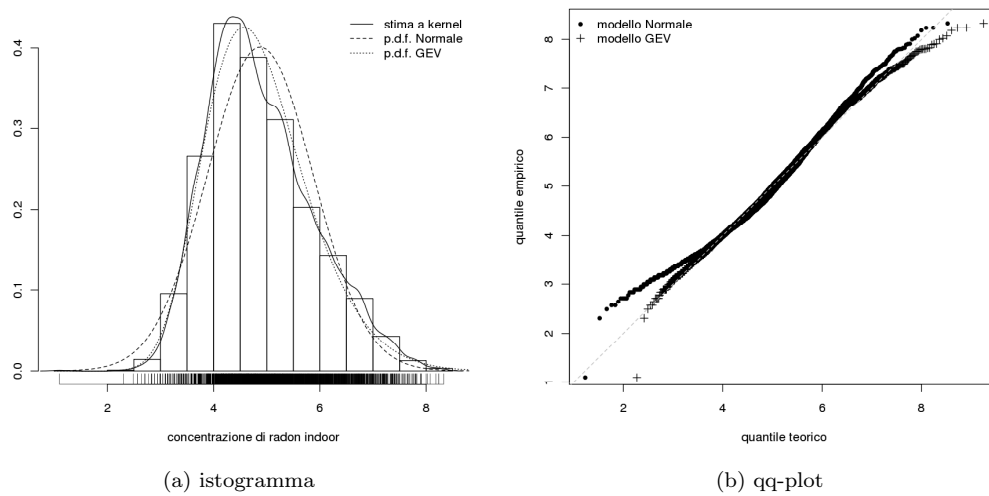 stima a kernel
p.d.f. Normale
p.d.f. GEV
0.4
0.3
0.2
0.1
0.0
2 4 6 8
concentrazione di radon indoor
(a) istogramma
modello Normale
modello GEV
8
7
6
5
4
3
2
quantile empirico
2 4 6 8
quantile teorico
(b) qq-plot